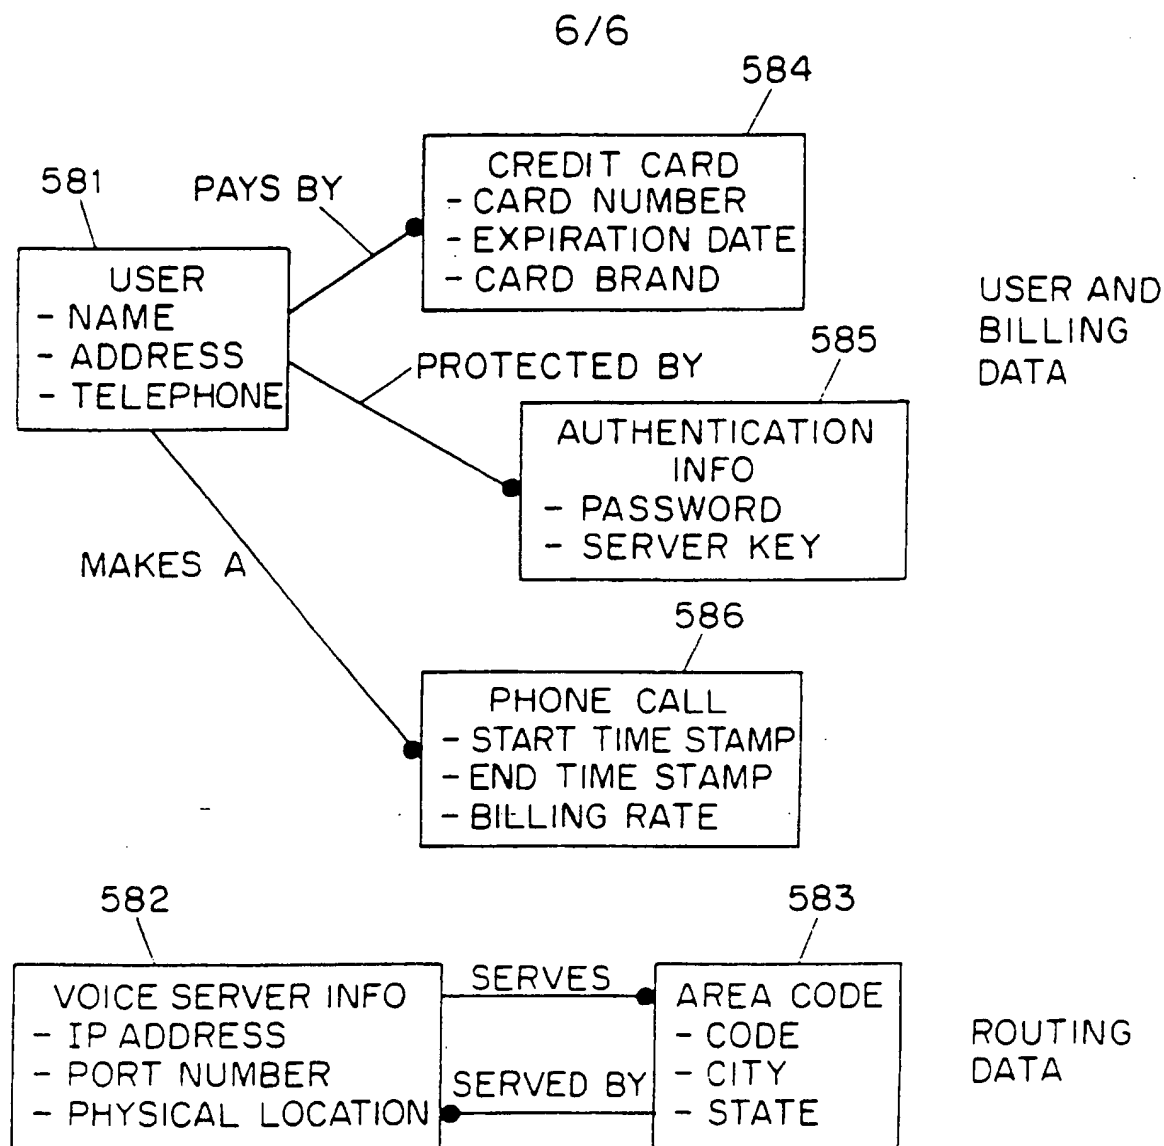 6/6
584
CREDIT CARD
- CARD NUMBER
- EXPIRATION DATE
- CARD BRAND
581
PAYS BY
USER
- NAME
- ADDRESS
- TELEPHONE
USER AND
BILLING
DATA
PROTECTED BY
585
AUTHENTICATION
INFO
- PASSWORD
- SERVER KEY
MAKES A
586
PHONE CALL
- START TIME STAMP
- END TIME STAMP
- BILLING RATE
582
583
VOICE SERVER INFO
- IP ADDRESS
- PORT NUMBER
- PHYSICAL LOCATION
SERVES
SERVED BY
AREA CODE
- CODE
- CITY
- STATE
ROUTING
DATA